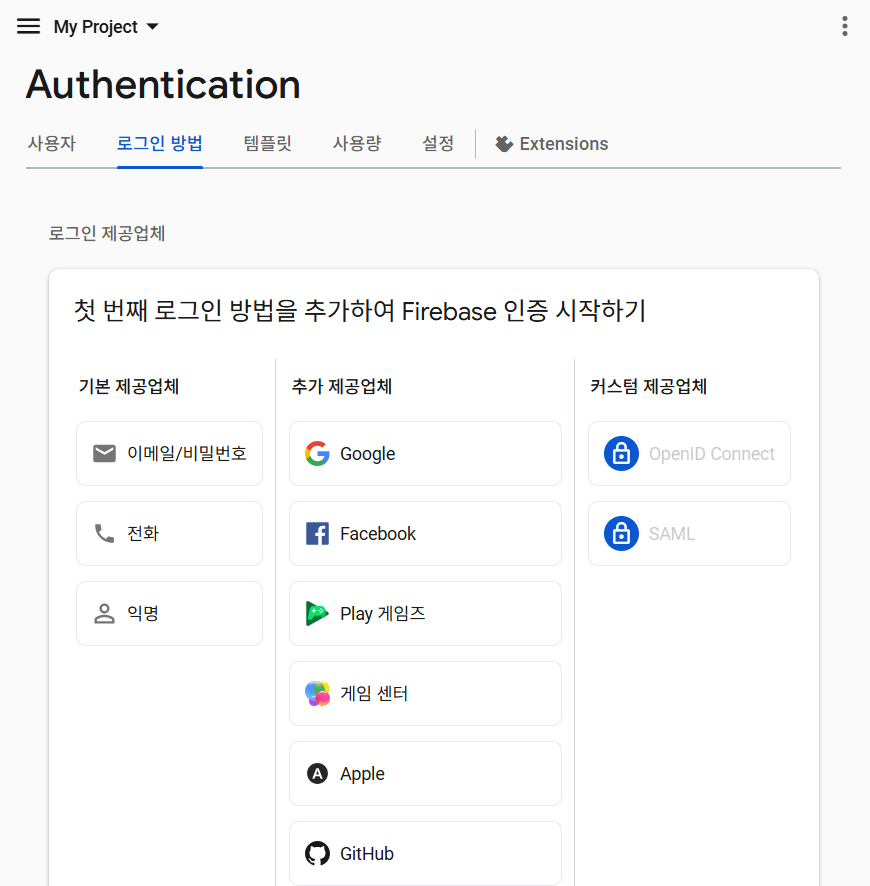 My Project
Authentication
사용자
로그인 방법
템플릿
사용량
설정
Extensions
로그인 제공업체
첫 번째 로그인 방법을 추가하여 Firebase 인증 시작하기
기본 제공업체
이메일/비밀번호
전화
익명
추가 제공업체
Google
Facebook
Play 게임즈
게임 센터
Apple
GitHub
커스텀 제공업체
OpenID Connect
SAML